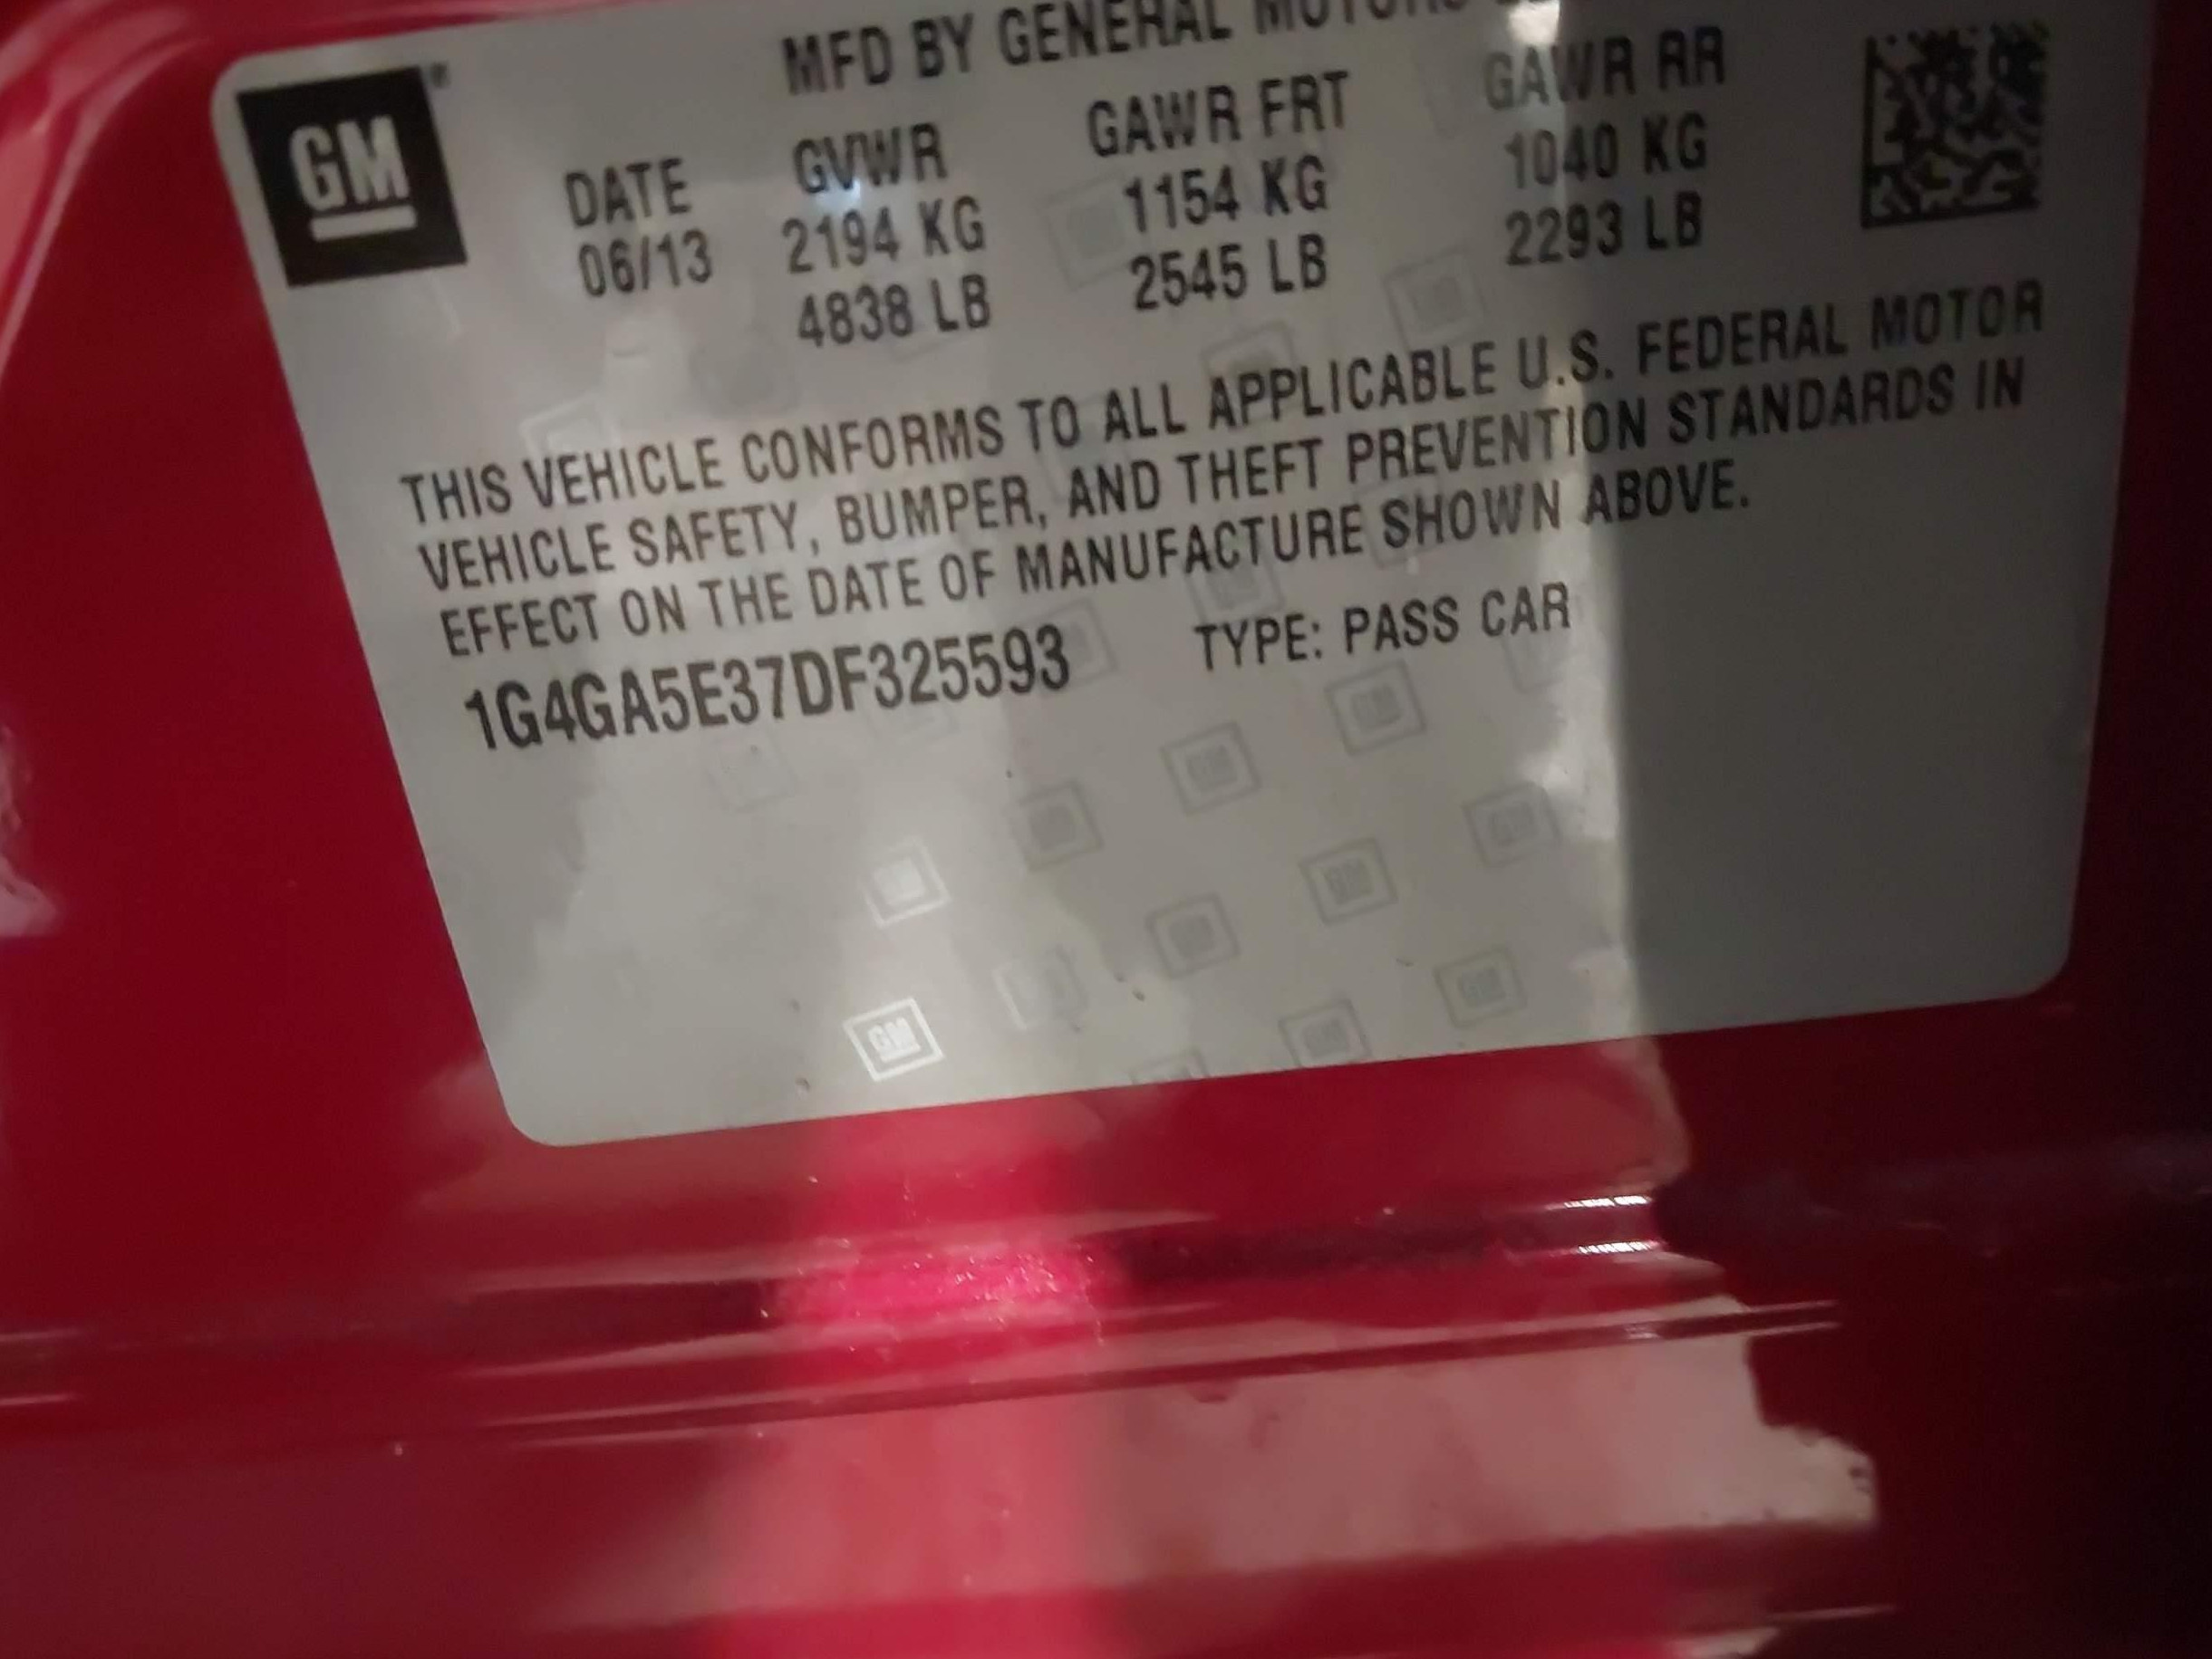 MFD BY GENERAL MOTORS
GM
DATE GVWR GAWR FRT GAWR RR
06/13 2194 KG 1154 KG 1040 KG
4838 LB 2545 LB 2293 LB
THIS VEHICLE CONFORMS TO ALL APPLICABLE U.S. FEDERAL MOTOR
VEHICLE SAFETY, BUMPER, AND THEFT PREVENTION STANDARDS IN
EFFECT ON THE DATE OF MANUFACTURE SHOWN ABOVE.
1G4GA5E37DF325593 TYPE: PASS CAR